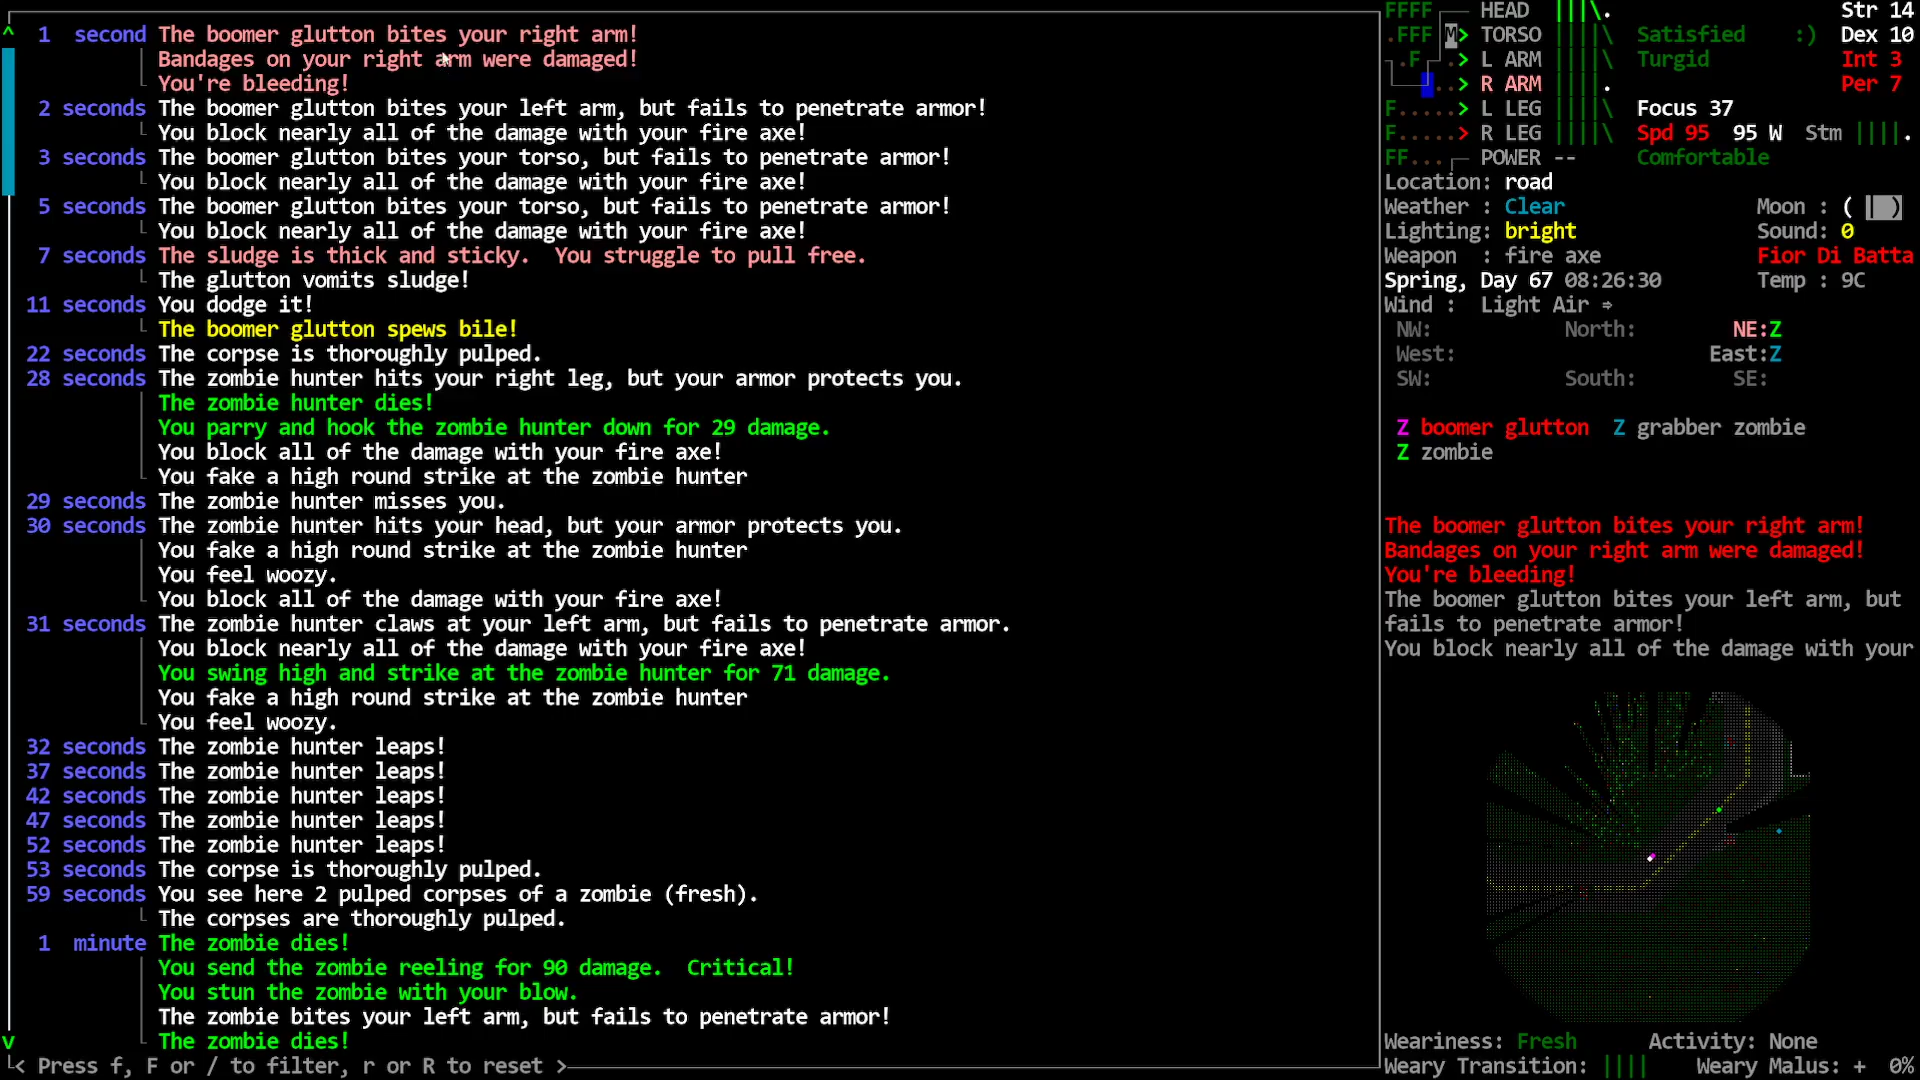 1 second The boomer glutton bites your right arm!
Bandages on your right arm were damaged!
You're bleeding!
2 seconds The boomer glutton bites your left arm, but fails to penetrate armor!
You block nearly all of the damage with your fire axe!
3 seconds The boomer glutton bites your torso, but fails to penetrate armor!
You block nearly all of the damage with your fire axe!
5 seconds The boomer glutton bites your torso, but fails to penetrate armor!
You block nearly all of the damage with your fire axe!
7 seconds The sludge is thick and sticky.  You struggle to pull free.
The glutton vomits sludge!
11 seconds You dodge it!
The boomer glutton spews bile!
22 seconds The corpse is thoroughly pulped.
28 seconds The zombie hunter hits your right leg, but your armor protects you.
The zombie hunter dies!
You parry and hook the zombie hunter down for 29 damage.
You block all of the damage with your fire axe!
You fake a high round strike at the zombie hunter
29 seconds The zombie hunter misses you.
30 seconds The zombie hunter hits your head, but your armor protects you.
You fake a high round strike at the zombie hunter
You feel woozy.
You block all of the damage with your fire axe!
31 seconds The zombie hunter claws at your left arm, but fails to penetrate armor.
You block nearly all of the damage with your fire axe!
You swing high and strike at the zombie hunter for 71 damage.
You fake a high round strike at the zombie hunter
You feel woozy.
32 seconds The zombie hunter leaps!
37 seconds The zombie hunter leaps!
42 seconds The zombie hunter leaps!
47 seconds The zombie hunter leaps!
52 seconds The zombie hunter leaps!
53 seconds The corpse is thoroughly pulped.
59 seconds You see here 2 pulped corpses of a zombie (fresh).
The corpses are thoroughly pulped.
1 minute The zombie dies!
You send the zombie reeling for 90 damage.  Critical!
You stun the zombie with your blow.
The zombie bites your left arm, but fails to penetrate armor!
The zombie dies!
< Press f, F or / to filter, r or R to reset >
FFFF HEAD |||\. Str 14
.FFF M> TORSO ||||\ Satisfied :) Dex 10
.F .> L ARM ||||\ Turgid Int 3
..> R ARM ||||. Per 7
F.....> L LEG ||||\ Focus 37
F.....> R LEG ||||\ Spd 95 95 W Stm ||||.
FF... POWER -- Comfortable
Location: road
Weather : Clear Moon : ( | )
Lighting: bright Sound: 0
Weapon : fire axe Fior Di Batta
Spring, Day 67 08:26:30 Temp : 9C
Wind : Light Air ⇨
NW: North: NE:Z
West: East:Z
SW: South: SE:
Z boomer glutton Z grabber zombie
Z zombie
The boomer glutton bites your right arm!
Bandages on your right arm were damaged!
You're bleeding!
The boomer glutton bites your left arm, but
fails to penetrate armor!
You block nearly all of the damage with your
Weariness: Fresh Activity: None
Weary Transition: |||| Weary Malus: + 0%